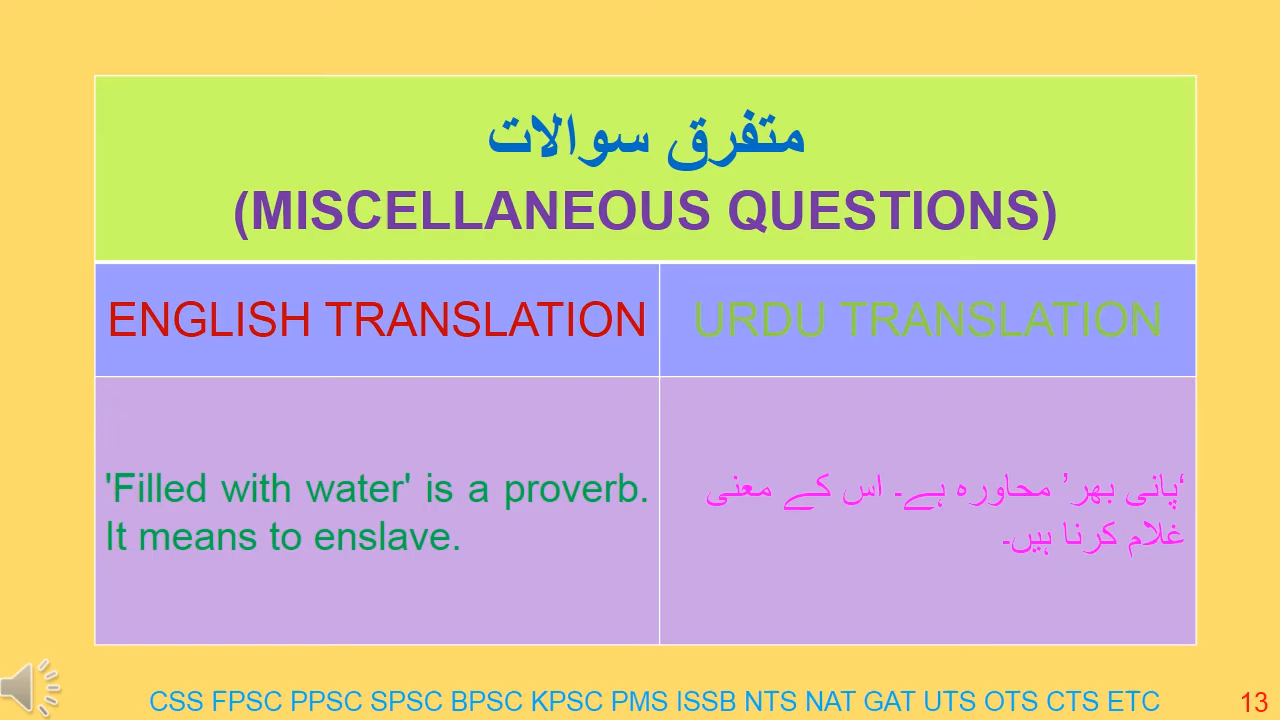 متفرق سوالات
(MISCELLANEOUS QUESTIONS)
ENGLISH TRANSLATION
URDU TRANSLATION
'Filled with water' is a proverb.
It means to enslave.
‘پانی بھر’ محاورہ ہے۔ اس کے معنی
غلام کرنا ہیں۔
CSS FPSC PPSC SPSC BPSC KPSC PMS ISSB NTS NAT GAT UTS OTS CTS ETC
13